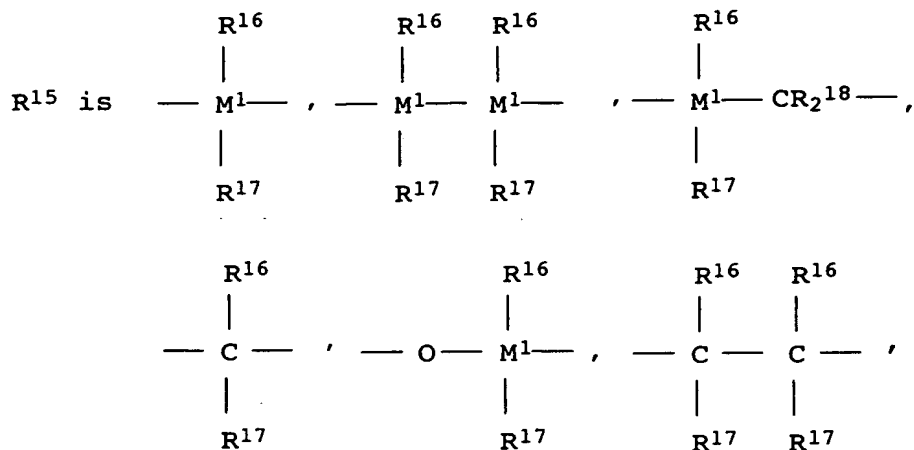 R¹⁶ R¹⁶ R¹⁶ R¹⁶
R¹⁵ is — M¹ — , — M¹ — M¹ — , — M¹ — CR₂¹⁸ — ,
R¹⁷ R¹⁷ R¹⁷ R¹⁷
R¹⁶ R¹⁶ R¹⁶ R¹⁶
— C — , — O — M¹ — , — C — C — ,
R¹⁷ R¹⁷ R¹⁷ R¹⁷